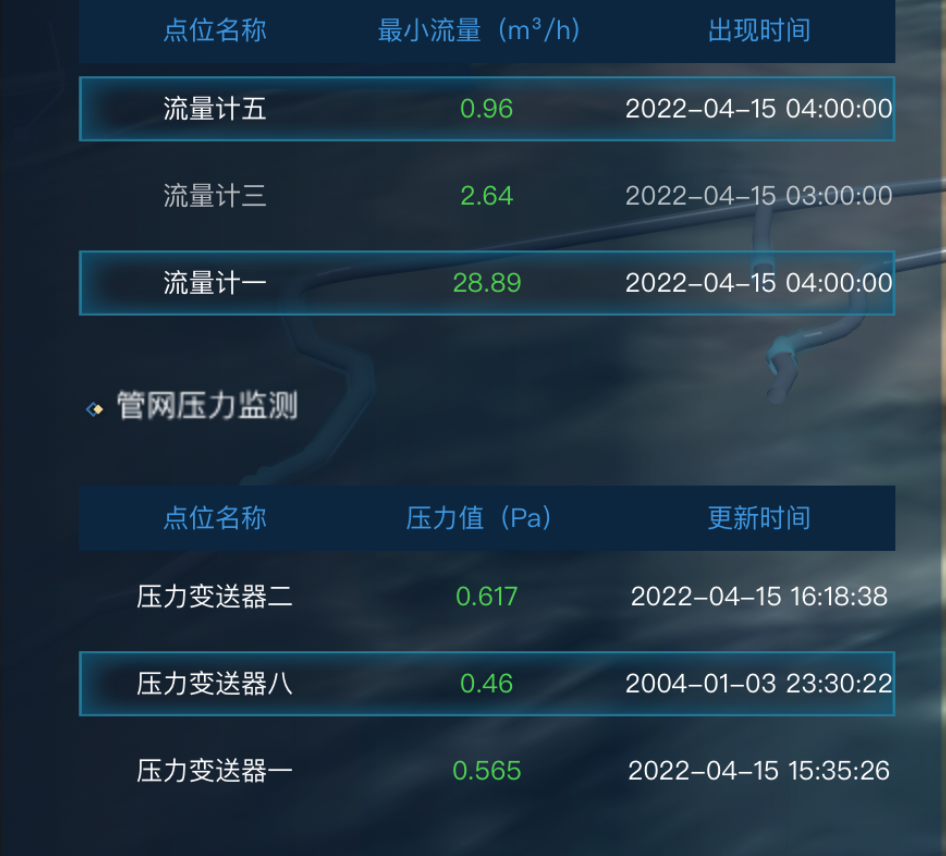 点位名称 最小流量（m³/h） 出现时间
流量计五 0.96 2022-04-15 04:00:00
流量计三 2.64 2022-04-15 03:00:00
流量计一 28.89 2022-04-15 04:00:00
管网压力监测
点位名称 压力值（Pa） 更新时间
压力变送器二 0.617 2022-04-15 16:18:38
压力变送器八 0.46 2004-01-03 23:30:22
压力变送器一 0.565 2022-04-15 15:35:26